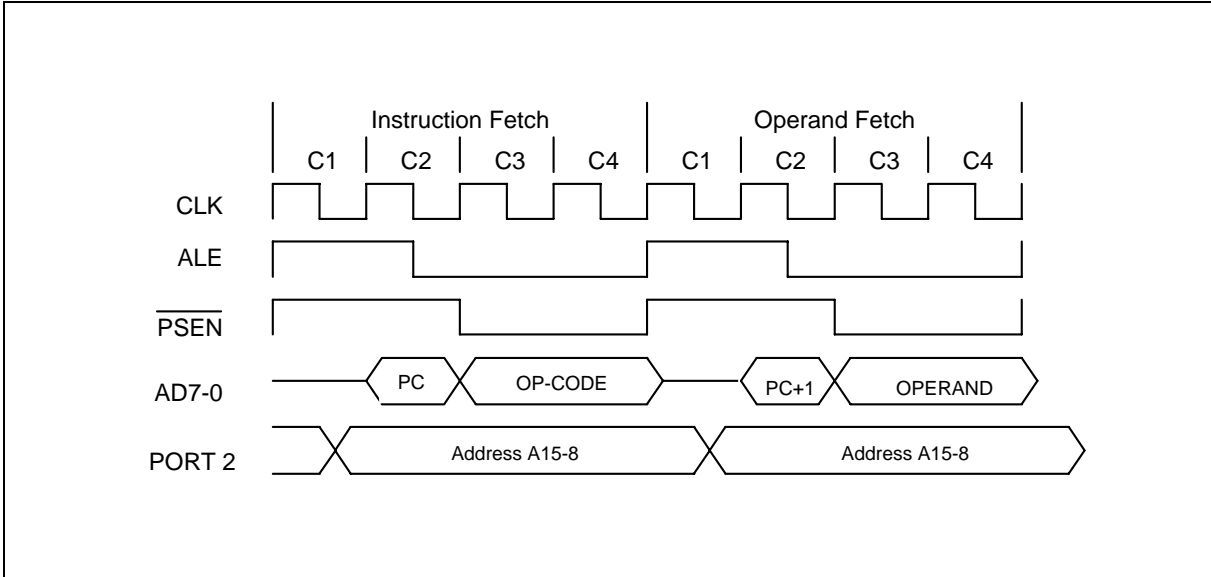 Instruction Fetch Operand Fetch
C1 C2 C3 C4 C1 C2 C3 C4
CLK
ALE
PSEN
AD7-0 PC OP-CODE PC+1 OPERAND
PORT 2 Address A15-8 Address A15-8